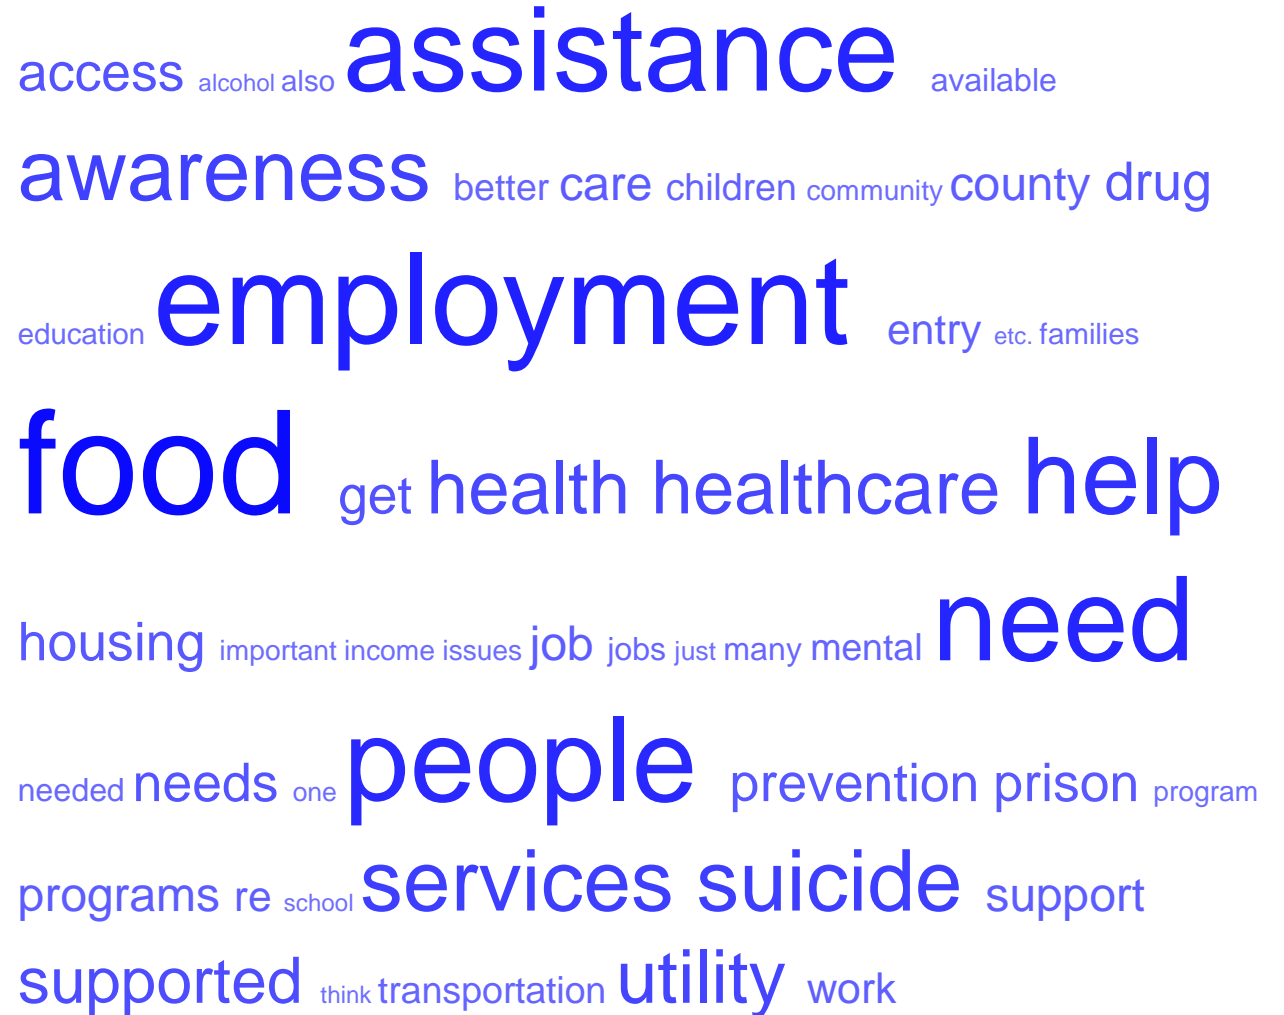 access alcohol also assistance available
awareness better care children community county drug
education employment entry etc. families
food get health healthcare help
housing important income issues job jobs just many mental need
needed needs one people prevention prison program
programs re school services suicide support
supported think transportation utility work